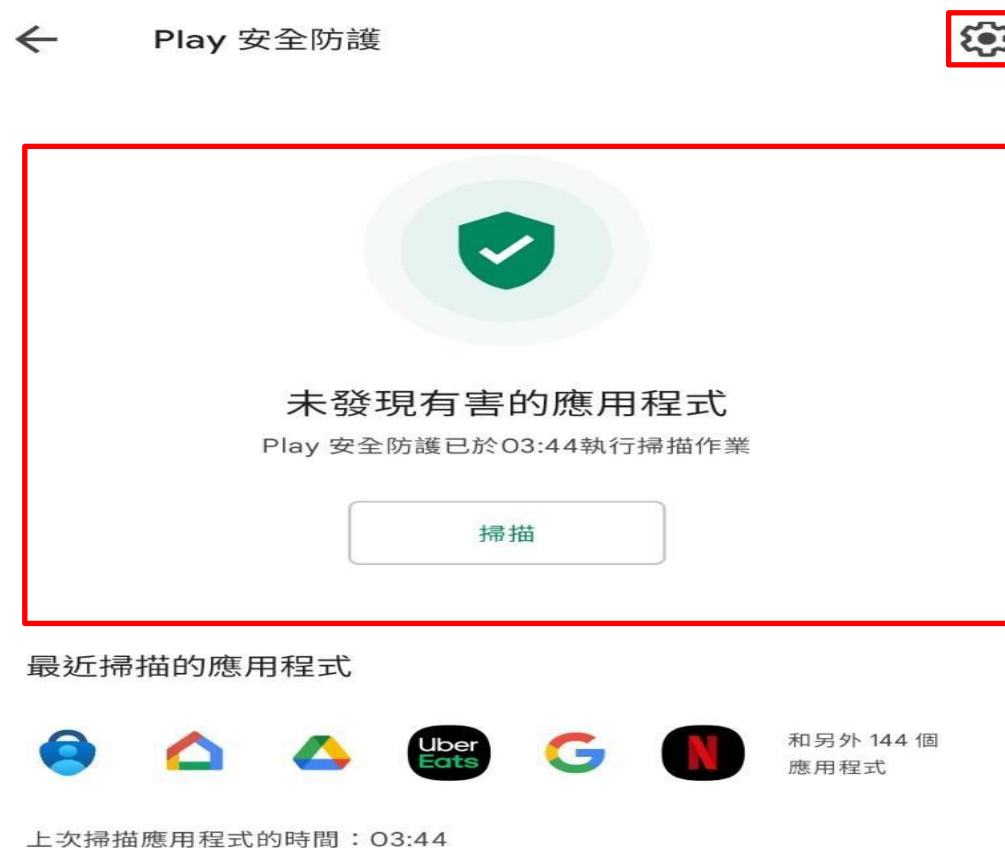 Play 安全防護
未發現有害的應用程式
Play 安全防護已於03:44執行掃描作業
掃描
最近掃描的應用程式
Uber
Eats
G
N
和另外 144 個
應用程式
上次掃描應用程式的時間：03:44